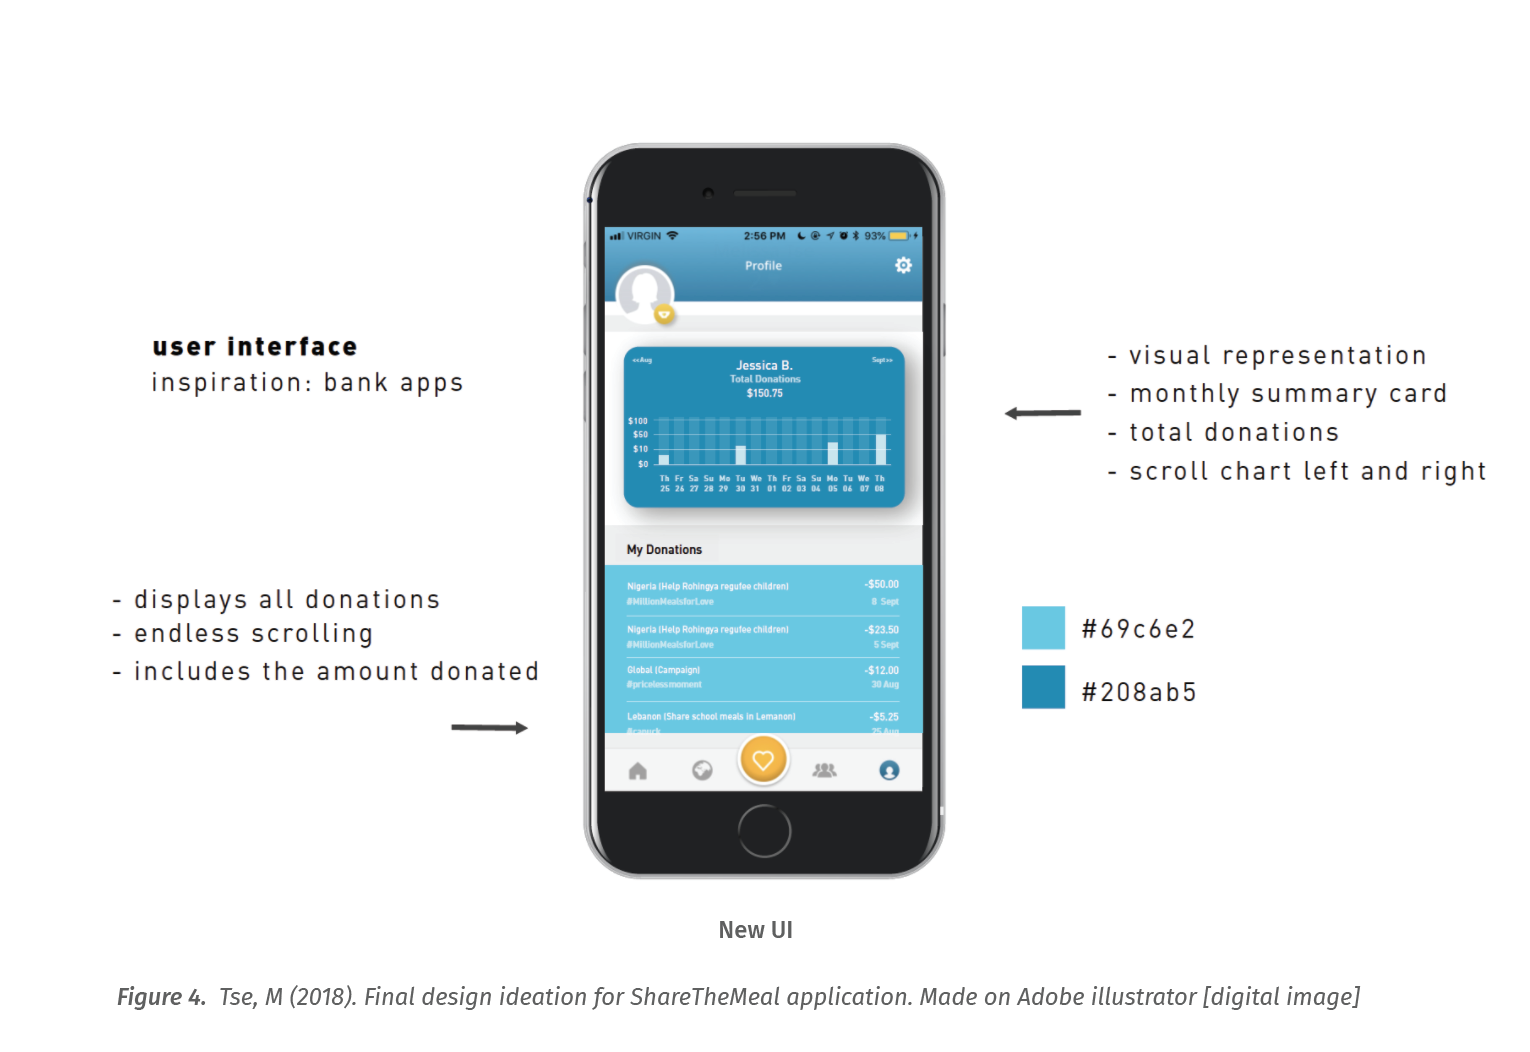 VIRGIN 2:56 PM 93%
Profile
user interface
inspiration: bank apps
<<Aug Sept>>
Jessica B.
Total Donations
$150.75
$100
$50
$10
$0
Th Fr Sa Su Mo Tu We Th Fr Sa Su Mo Tu We Th
25 26 27 28 29 30 31 01 02 03 04 05 06 07 08
- visual representation
- monthly summary card
- total donations
- scroll chart left and right
My Donations
Nigeria (Help Rohingya regufee children) -$50.00
#MillionMealsforLove 8 Sept
Nigeria (Help Rohingya regufee children) -$23.50
#MillionMealsforLove 5 Sept
Global (Campaign) -$12.00
#pricelessmoment 30 Aug
Lebanon (Share school meals in Lemanon) -$5.25
25 Aug
- displays all donations
- endless scrolling
- includes the amount donated
#69c6e2
#208ab5
New UI
Figure 4. Tse, M (2018). Final design ideation for ShareTheMeal application. Made on Adobe illustrator [digital image]